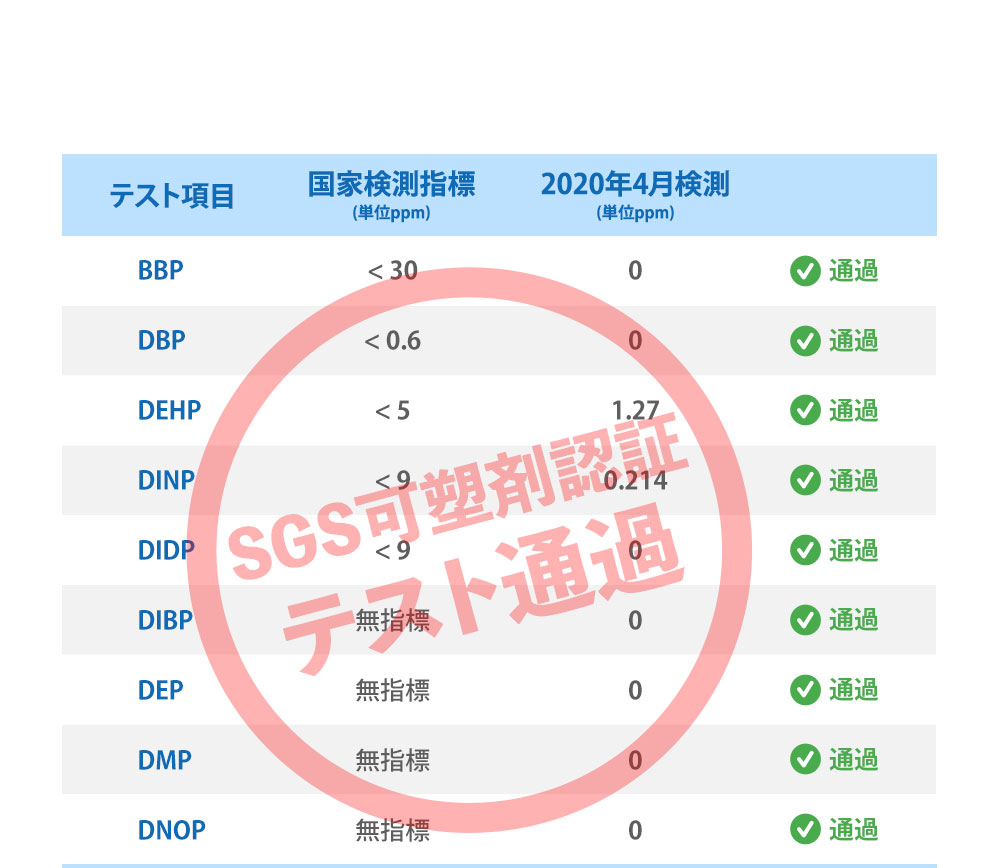 テスト項目 国家検測指標 2020年4月検測
(単位ppm) (単位ppm)
BBP < 30 0 通過
DBP < 0.6 0 通過
DEHP < 5 1.27 通過
DINP < 9 0.214 通過
DIDP < 9 0 通過
DIBP 無指標 0 通過
DEP 無指標 0 通過
DMP 無指標 0 通過
DNOP 無指標 0 通過
SGS可塑剤認証
テスト通過